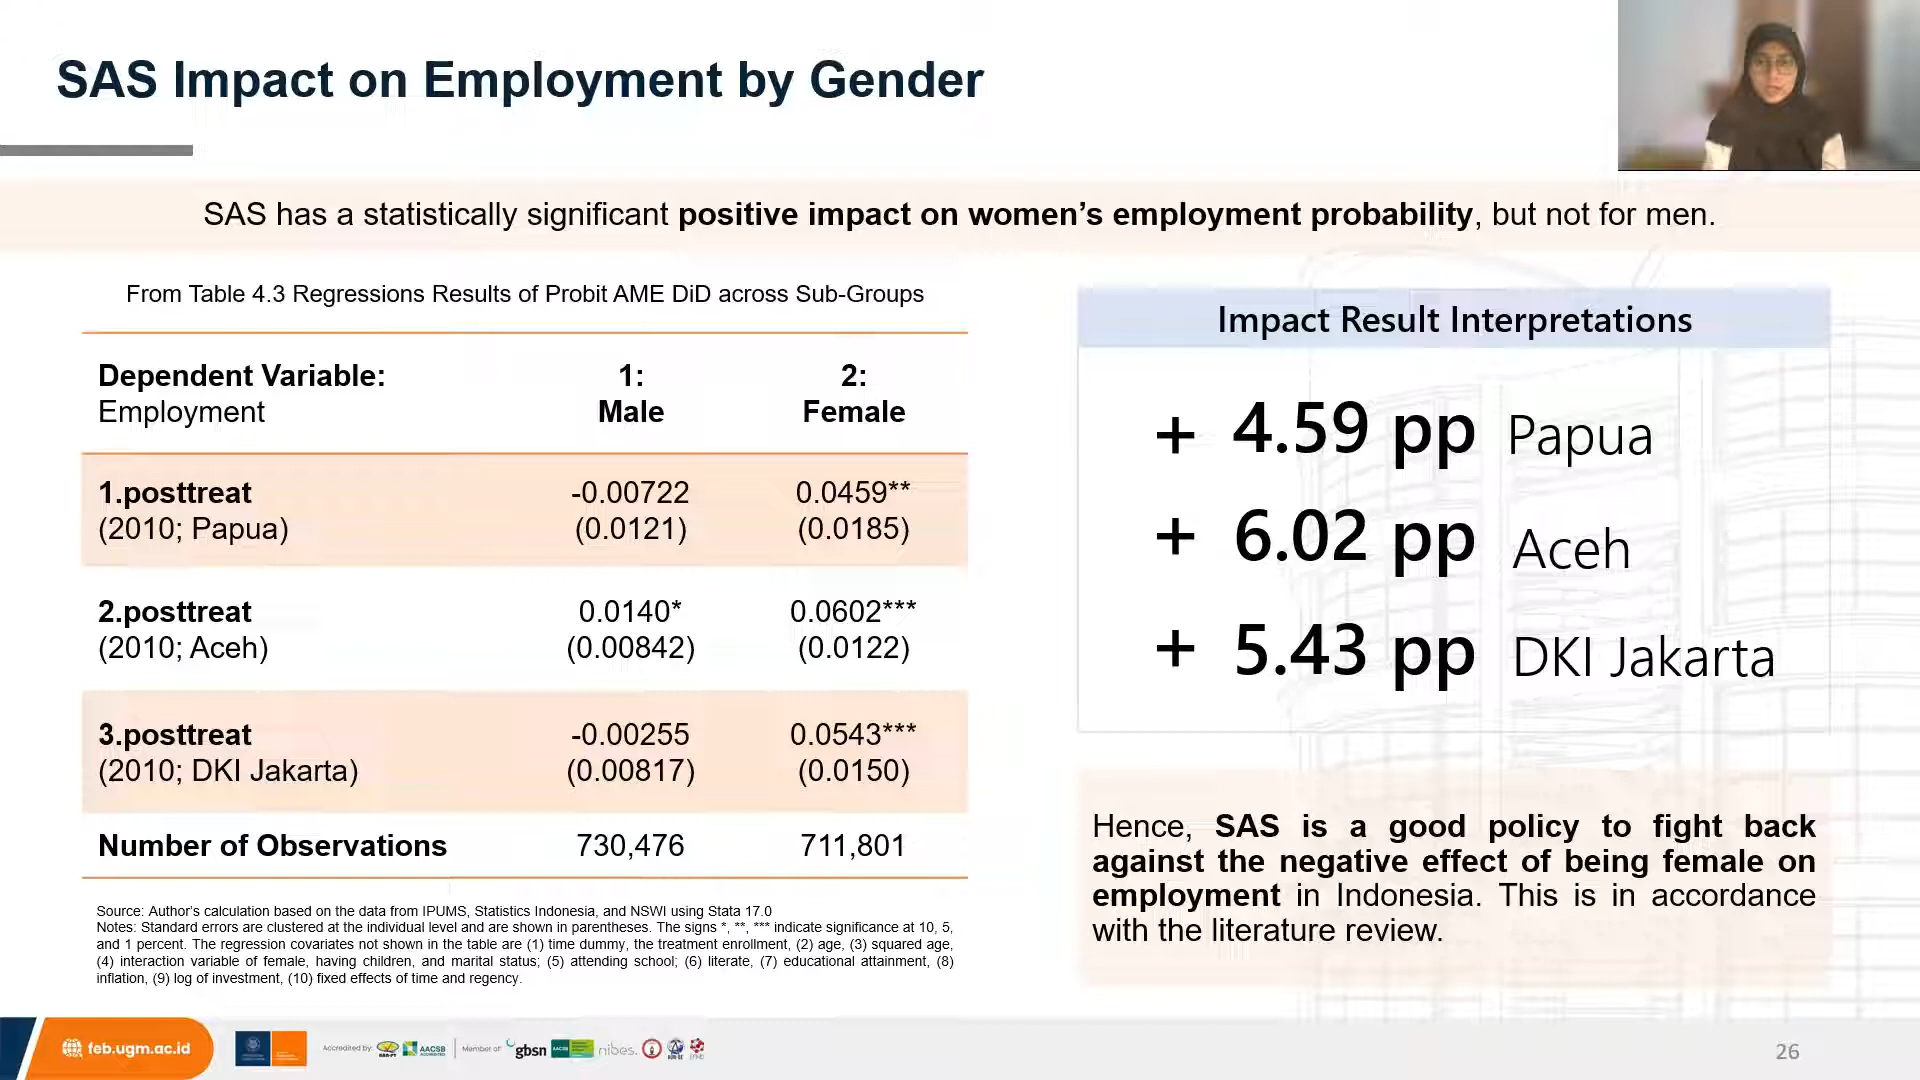 SAS Impact on Employment by Gender
SAS has a statistically significant positive impact on women’s employment probability, but not for men.
From Table 4.3 Regressions Results of Probit AME DiD across Sub-Groups
Dependent Variable: 1: 2:
Employment Male Female
1.posttreat -0.00722 0.0459**
(2010; Papua) (0.0121) (0.0185)
2.posttreat 0.0140* 0.0602***
(2010; Aceh) (0.00842) (0.0122)
3.posttreat -0.00255 0.0543***
(2010; DKI Jakarta) (0.00817) (0.0150)
Number of Observations 730,476 711,801
Source: Author’s calculation based on the data from IPUMS, Statistics Indonesia, and NSWI using Stata 17.0
Notes: Standard errors are clustered at the individual level and are shown in parentheses. The signs *, **, *** indicate significance at 10, 5,
and 1 percent. The regression covariates not shown in the table are (1) time dummy, the treatment enrollment, (2) age, (3) squared age,
(4) interaction variable of female, having children, and marital status; (5) attending school; (6) literate, (7) educational attainment, (8)
inflation, (9) log of investment, (10) fixed effects of time and regency.
Impact Result Interpretations
+ 4.59 pp Papua
+ 6.02 pp Aceh
+ 5.43 pp DKI Jakarta
Hence, SAS is a good policy to fight back
against the negative effect of being female on
employment in Indonesia. This is in accordance
with the literature review.
feb.ugm.ac.id
Accredited by:
AACSB
ACCREDITED
Member of:
gbsn
nibes.
26